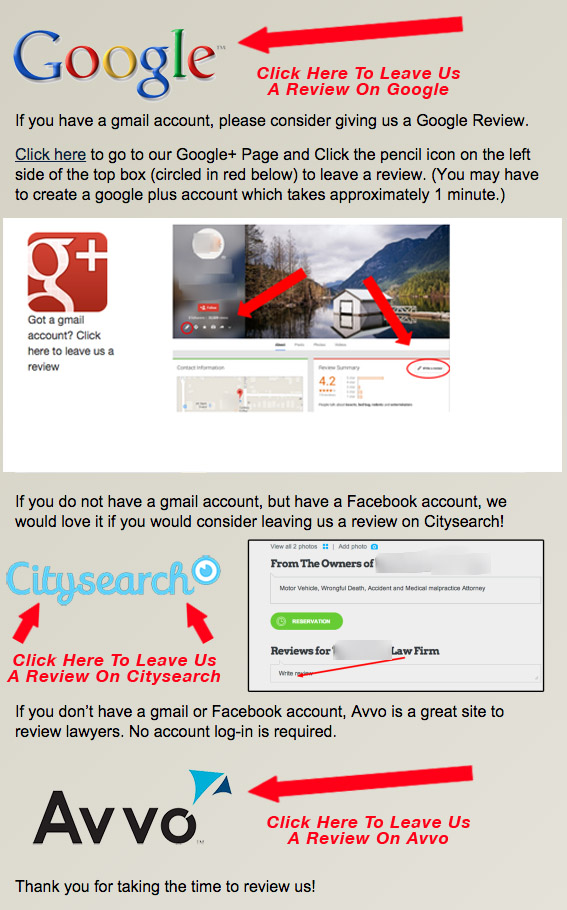 Google™
Click Here To Leave Us
A Review On Google
If you have a gmail account, please consider giving us a Google Review.
Click here to go to our Google+ Page and Click the pencil icon on the left
side of the top box (circled in red below) to leave a review. (You may have
to create a google plus account which takes approximately 1 minute.)
g+
Got a gmail
account? Click
here to leave us a
review
Follow
About Posts Photos Videos
Contact Information
Review Summary
Write a review
4.2
If you do not have a gmail account, but have a Facebook account, we
would love it if you would consider leaving us a review on Citysearch!
Citysearch
Click Here To Leave Us
A Review On Citysearch
View all 2 photos | Add photo
From The Owners of
Motor Vehicle, Wrongful Death, Accident and Medical malpractice Attorney
RESERVATION
Reviews for Law Firm
Write review
If you don’t have a gmail or Facebook account, Avvo is a great site to
review lawyers. No account log-in is required.
Avvo™
Click Here To Leave Us
A Review On Avvo
Thank you for taking the time to review us!